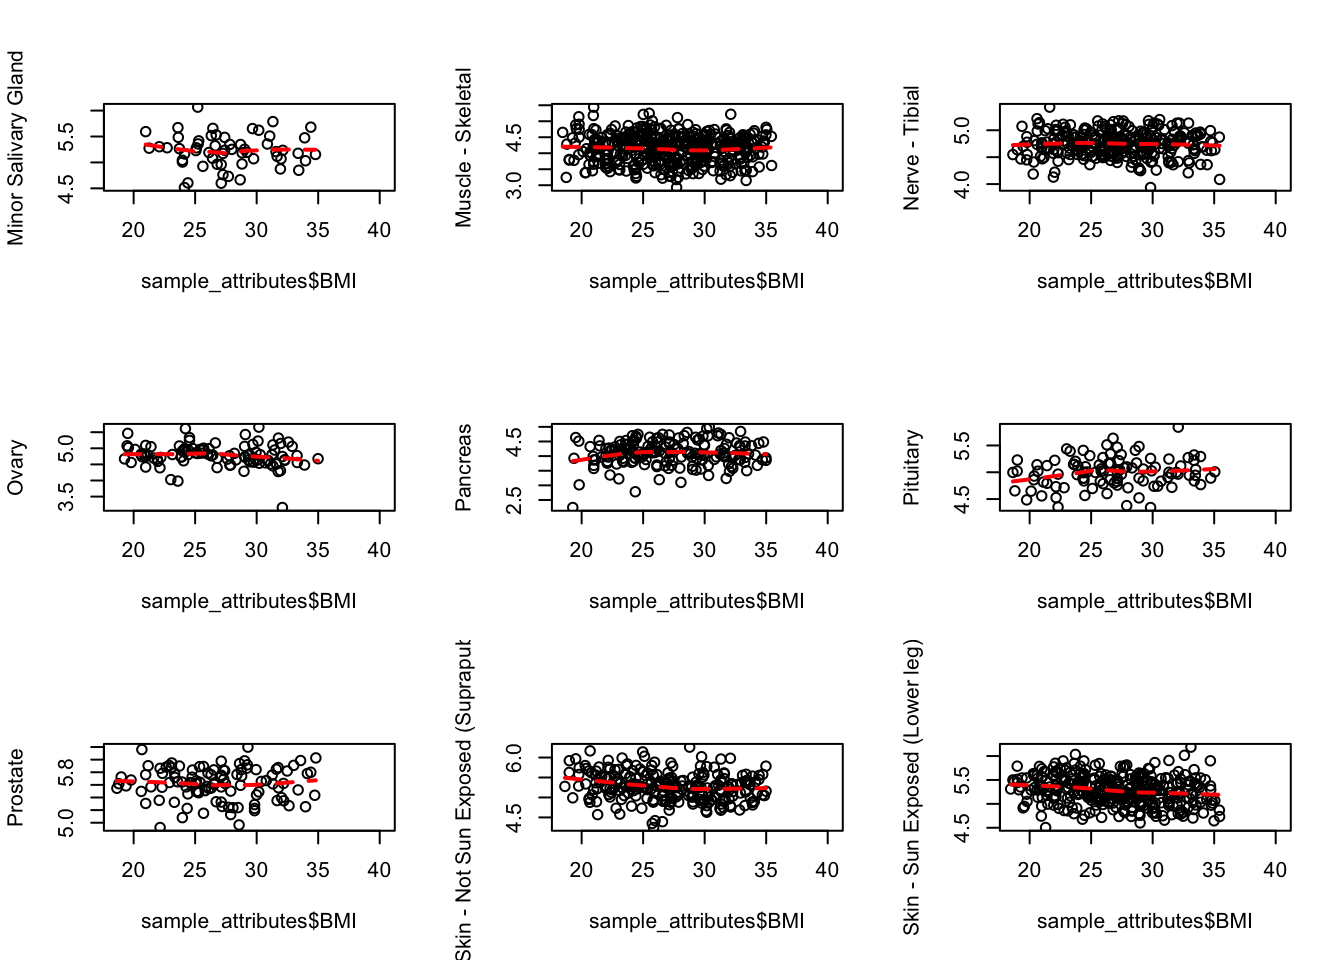 Minor Salivary Gland
4.5 5.5
20 25 30 35 40
sample_attributes$BMI
Muscle - Skeletal
3.0 4.5
20 25 30 35 40
sample_attributes$BMI
Nerve - Tibial
4.0 5.0
20 25 30 35 40
sample_attributes$BMI
Ovary
3.5 5.0
20 25 30 35 40
sample_attributes$BMI
Pancreas
2.5 4.5
20 25 30 35 40
sample_attributes$BMI
Pituitary
4.5 5.5
20 25 30 35 40
sample_attributes$BMI
Prostate
5.0 5.8
20 25 30 35 40
sample_attributes$BMI
Skin - Not Sun Exposed (Suprapub
4.5 6.0
20 25 30 35 40
sample_attributes$BMI
Skin - Sun Exposed (Lower leg)
4.5 5.5
20 25 30 35 40
sample_attributes$BMI